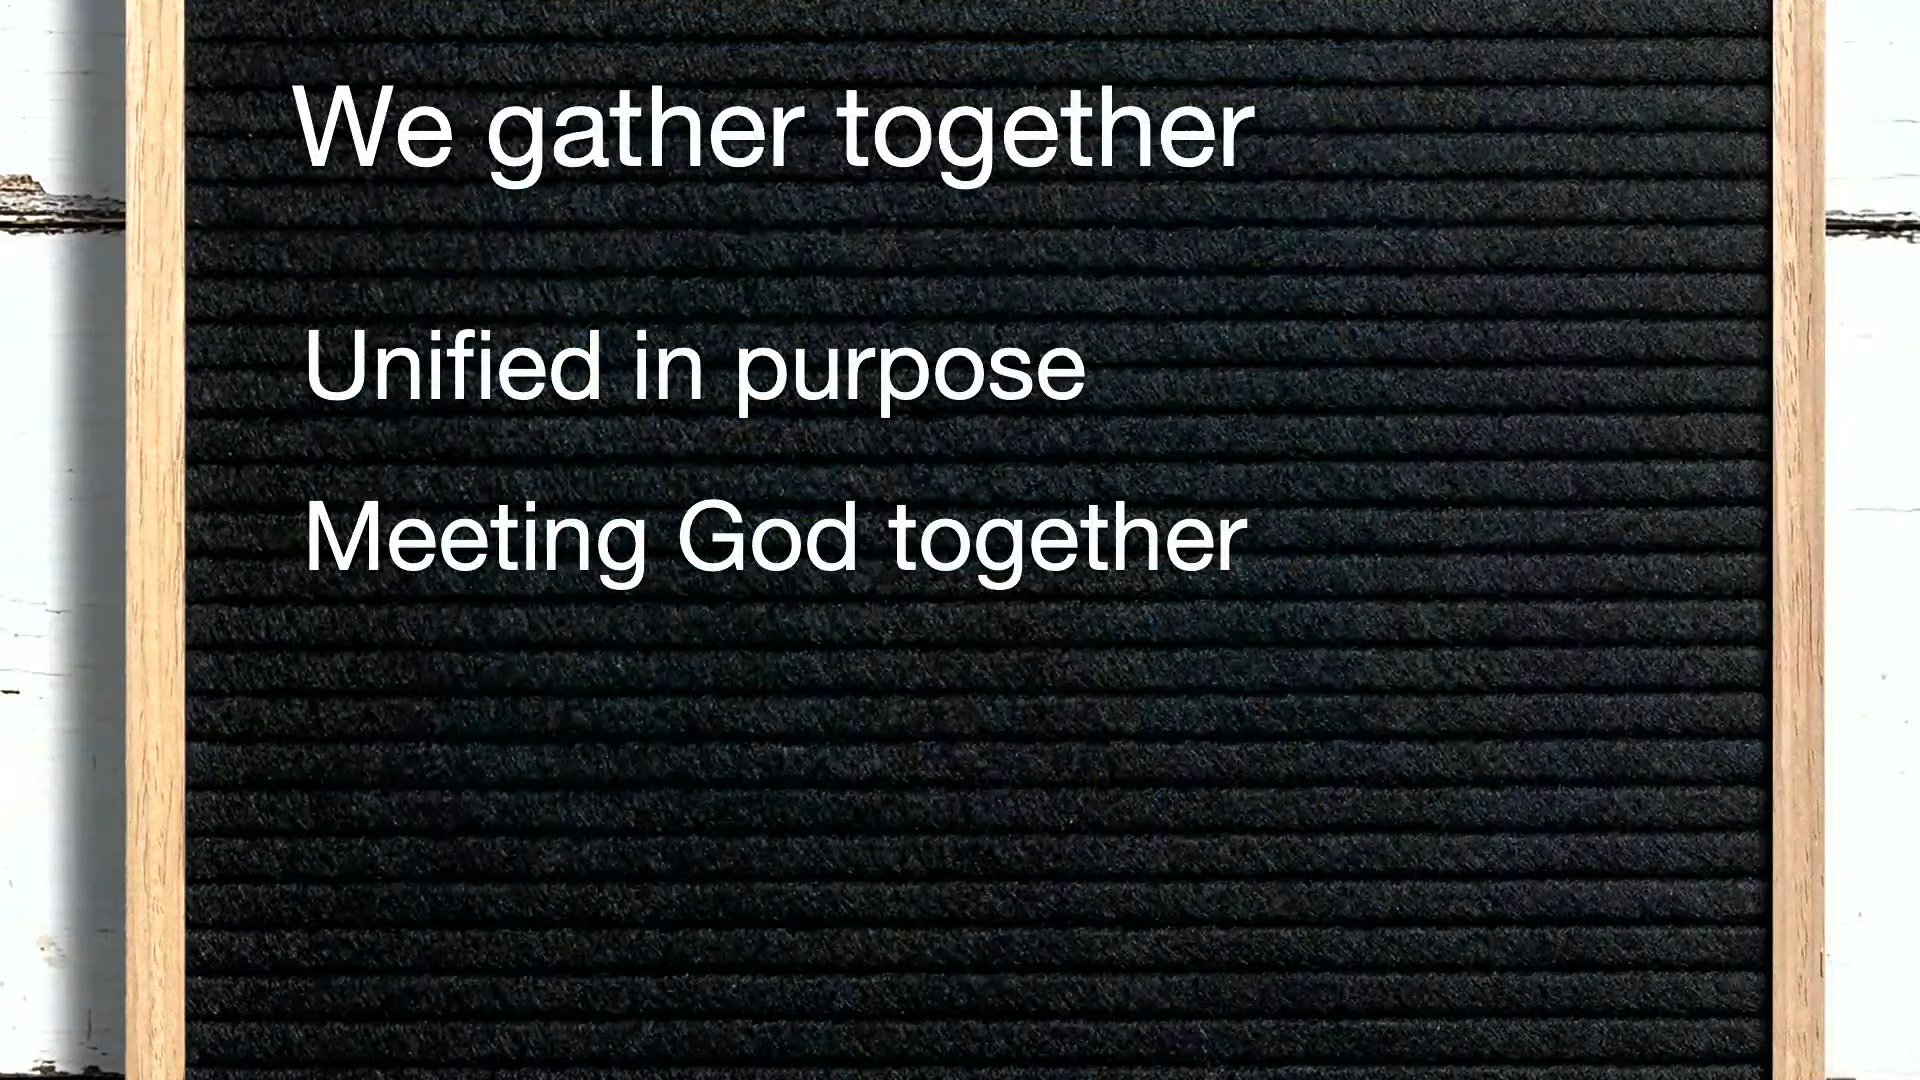 We gather together
Unified in purpose
Meeting God together